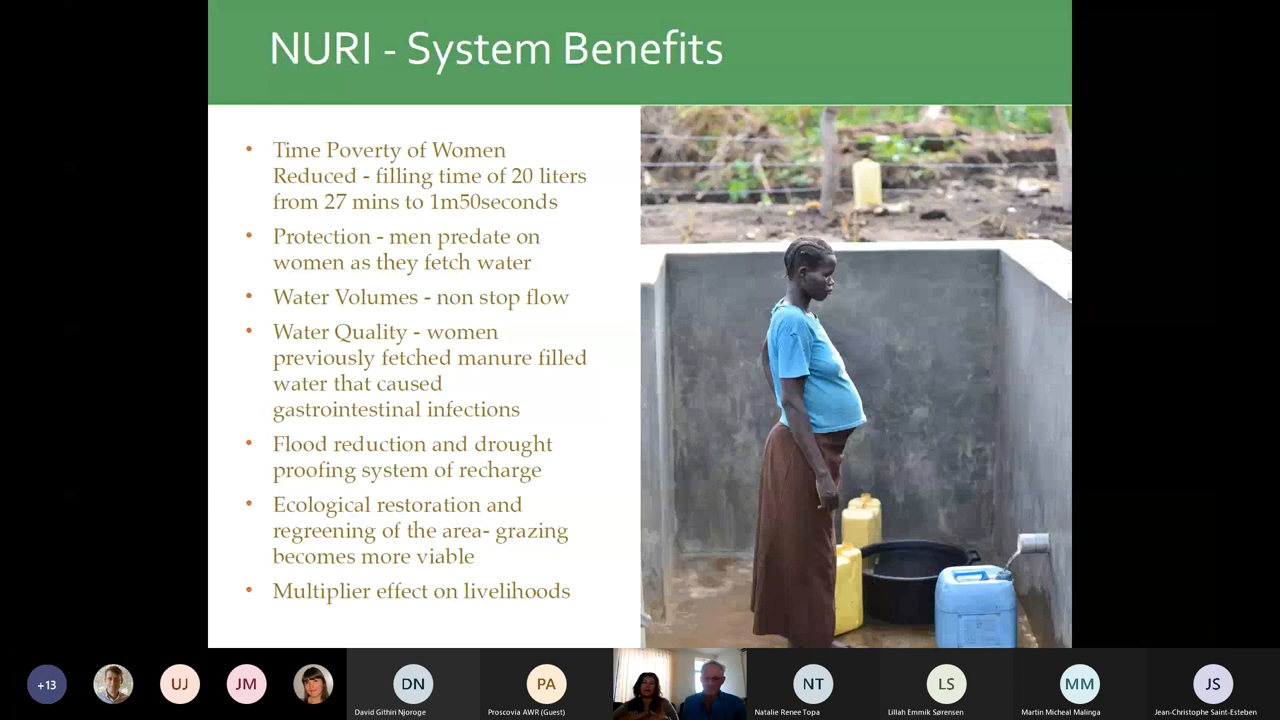 NURI - System Benefits
• Time Poverty of Women
Reduced - filling time of 20 liters
from 27 mins to 1m50seconds
• Protection - men predate on
women as they fetch water
• Water Volumes - non stop flow
• Water Quality - women
previously fetched manure filled
water that caused
gastrointestinal infections
• Flood reduction and drought
proofing system of recharge
• Ecological restoration and
regreening of the area- grazing
becomes more viable
• Multiplier effect on livelihoods
+13
UJ
JM
DN
PA
NT
LS
MM
JS
David Githiri Njoroge
Proscovia AWR (Guest)
Natalie Renee Topa
Lillah Emmik Sørensen
Martin Micheal Malinga
Jean-Christophe Saint-Esteben